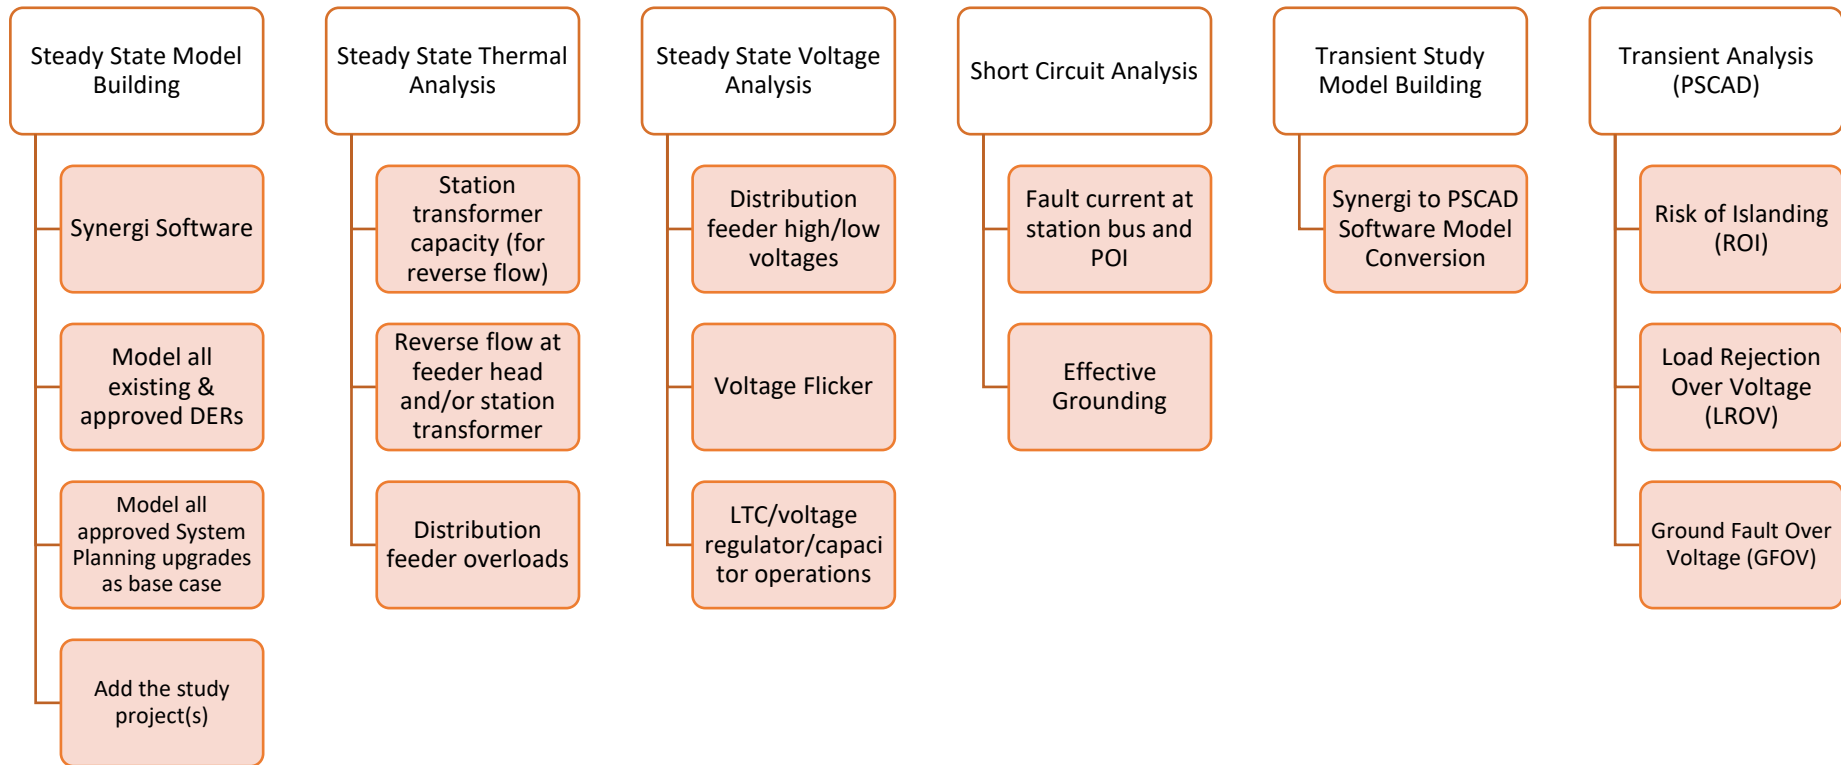 Steady State Model
Building
Synergi Software
Model all
existing &
approved DERs
Model all
approved System
Planning upgrades
as base case
Add the study
project(s)
Steady State Thermal
Analysis
Station
transformer
capacity (for
reverse flow)
Reverse flow at
feeder head
and/or station
transformer
Distribution
feeder overloads
Steady State Voltage
Analysis
Distribution
feeder high/low
voltages
Voltage Flicker
LTC/voltage
regulator/capaci
tor operations
Short Circuit Analysis
Fault current at
station bus and
POI
Effective
Grounding
Transient Study
Model Building
Synergi to PSCAD
Software Model
Conversion
Transient Analysis
(PSCAD)
Risk of Islanding
(ROI)
Load Rejection
Over Voltage
(LROV)
Ground Fault Over
Voltage (GFOV)